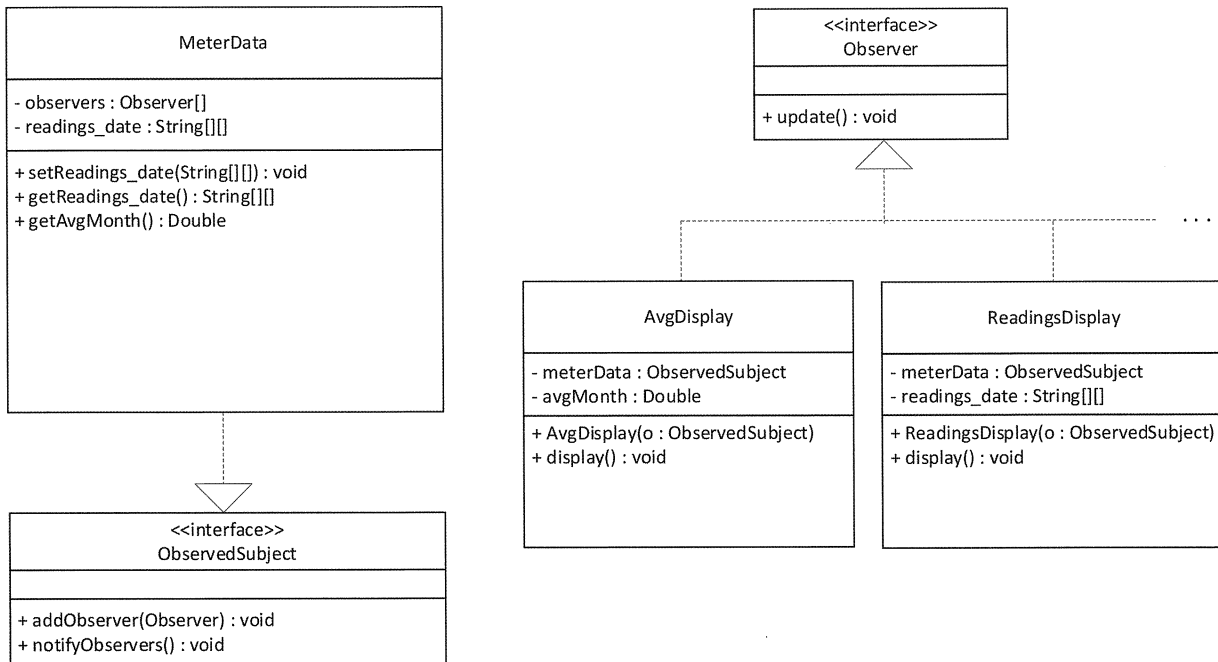 MeterData
- observers : Observer[]
- readings_date : String[][]
+ setReadings_date(String[][]) : void
+ getReadings_date() : String[][]
+ getAvgMonth() : Double
<<interface>>
ObservedSubject
+ addObserver(Observer) : void
+ notifyObservers() : void
<<interface>>
Observer
+ update() : void
...
AvgDisplay
- meterData : ObservedSubject
- avgMonth : Double
+ AvgDisplay(o : ObservedSubject)
+ display() : void
ReadingsDisplay
- meterData : ObservedSubject
- readings_date : String[][]
+ ReadingsDisplay(o : ObservedSubject)
+ display() : void